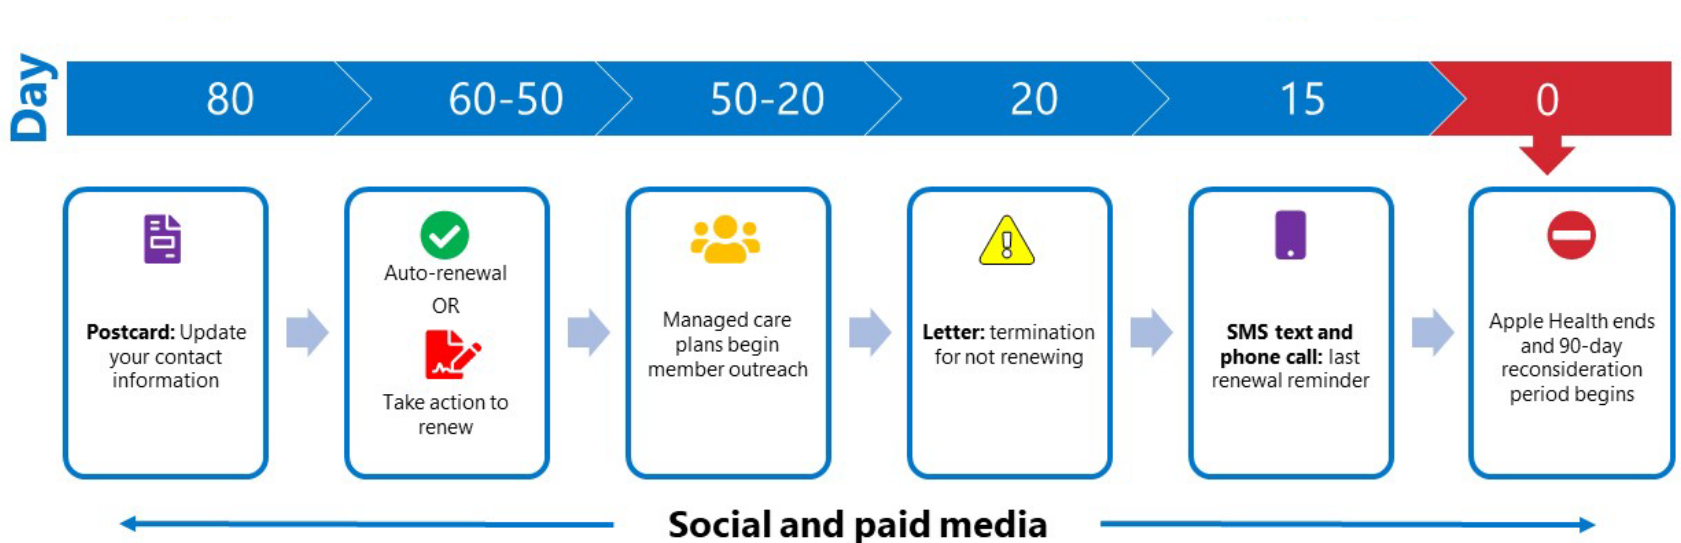 Day
80
60-50
50-20
20
15
0
Postcard: Update
your contact
information
Auto-renewal
OR
Take action to
renew
Managed care
plans begin
member outreach
Letter: termination
for not renewing
SMS text and
phone call: last
renewal reminder
Apple Health ends
and 90-day
reconsideration
period begins
Social and paid media